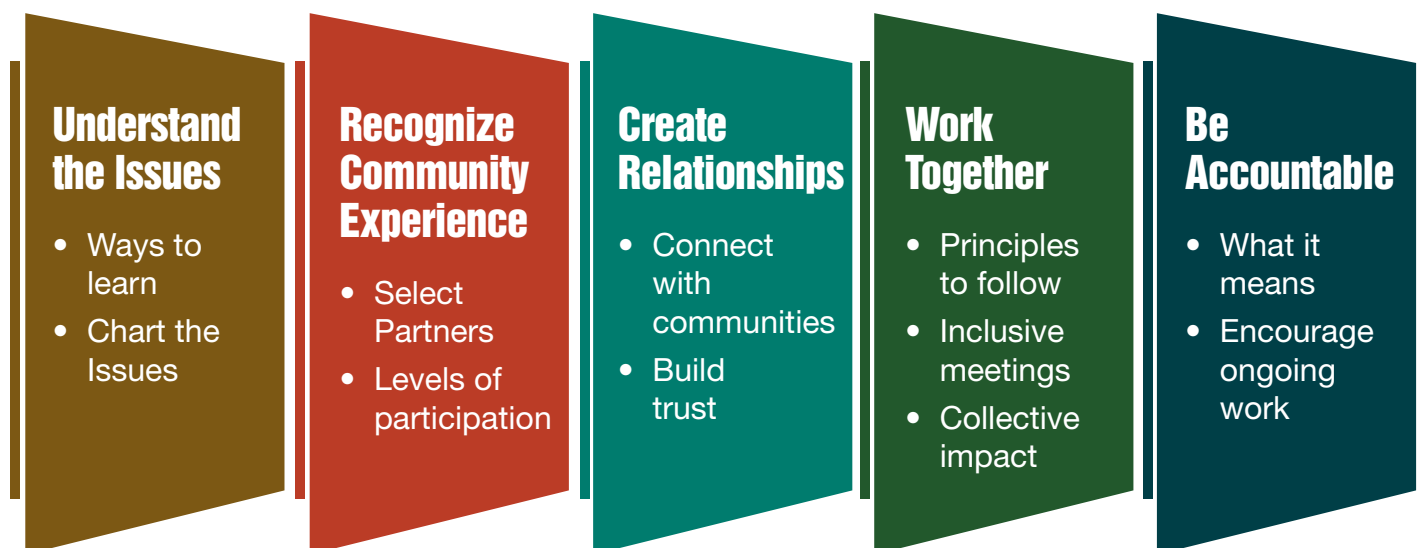 Understand
the Issues
• Ways to
learn
• Chart the
Issues
Recognize
Community
Experience
• Select
Partners
• Levels of
participation
Create
Relationships
• Connect
with
communities
• Build
trust
Work
Together
• Principles
to follow
• Inclusive
meetings
• Collective
impact
Be
Accountable
• What it
means
• Encourage
ongoing
work